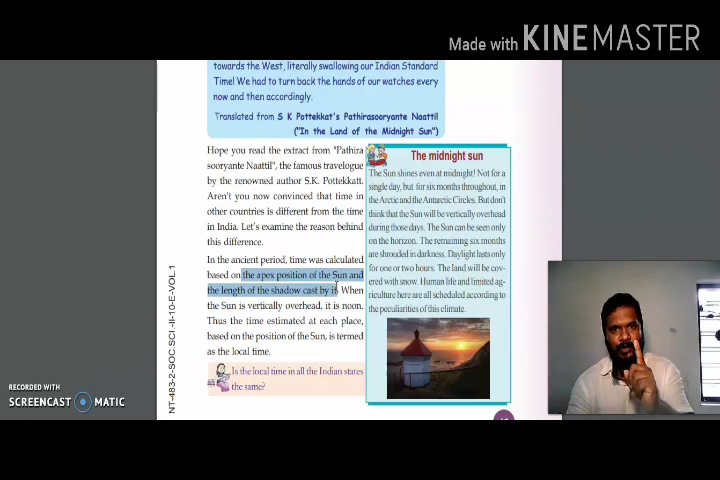 Made with KINEMASTER
towards the West, literally swallowing our Indian Standard
Time! We had to turn back the hands of our watches every
now and then accordingly.
Translated from S K Pottekkat's Pathirasooryante Naattil
("In the Land of the Midnight Sun")
Hope you read the extract from "Pathira
sooryante Naattil", the famous travelogue
by the renowned author S.K. Pottekkatt.
Aren't you now convinced that time in
other countries is different from the time
in India. Let's examine the reason behind
this difference.
In the ancient period, time was calculated
based on the apex position of the Sun and
the length of the shadow cast by it. When
the Sun is vertically overhead, it is noon.
Thus the time estimated at each place,
based on the position of the Sun, is termed
as the local time.
Is the local time in all the Indian states
the same?
The midnight sun
The Sun shines even at midnight! Not for a
single day, but for six months throughout, in
the Arctic and the Antarctic Circles. But don't
think that the Sun will be vertically overhead
during those days. The Sun can be seen only
on the horizon. The remaining six months
are shrouded in darkness. Daylight lasts only
for one or two hours. The land will be cov-
ered with snow. Human life and limited ag-
riculture here are all scheduled according to
the peculiarities of this climate.
NT-483-2-SOC.SCI.-II-10-E-VOL.1
RECORDED WITH
SCREENCAST MATIC